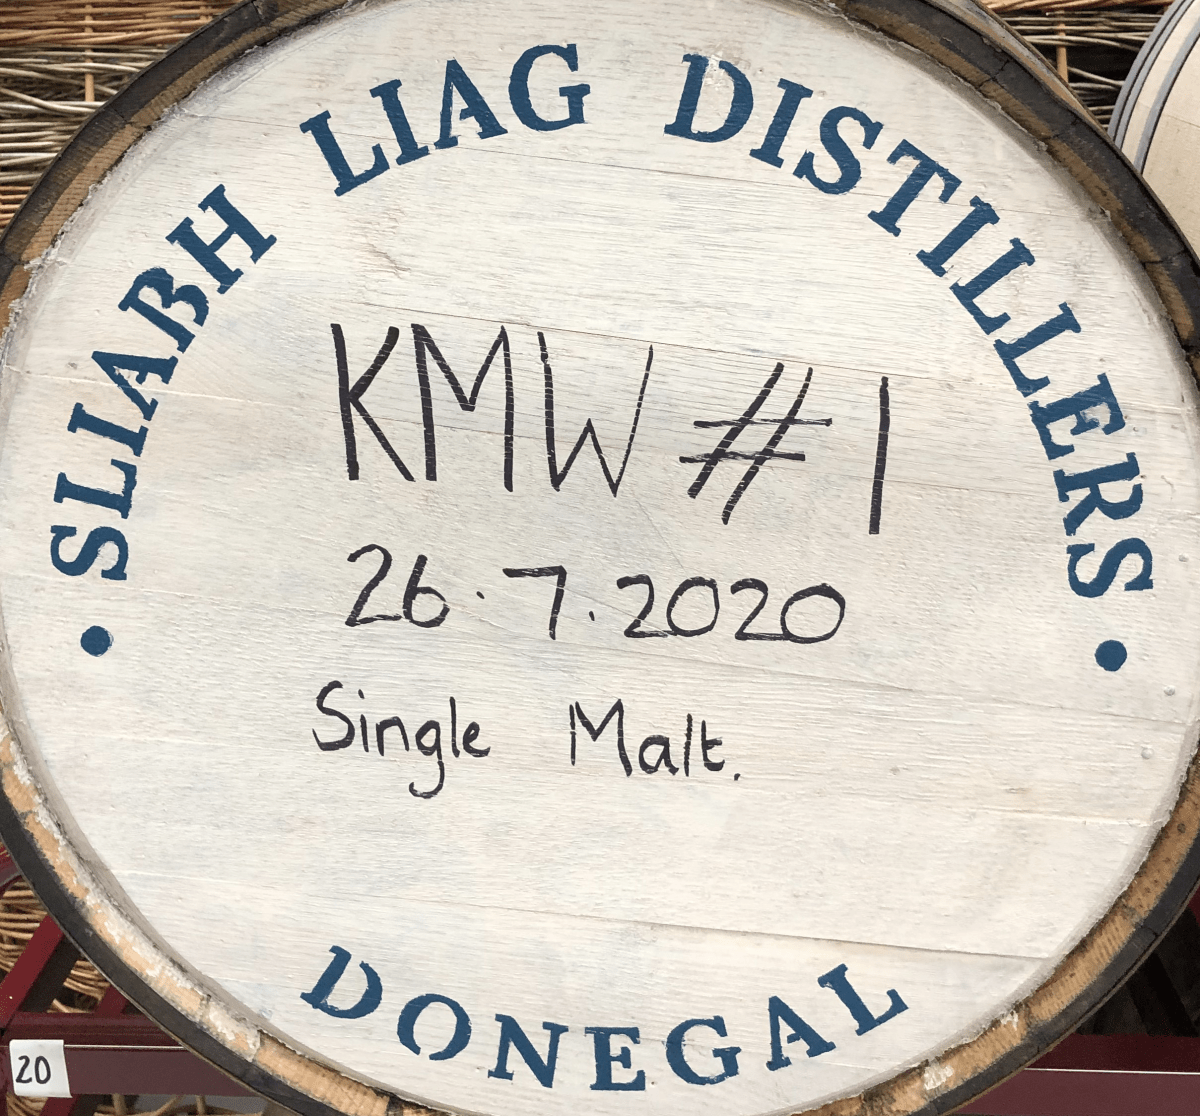 • SLIABH LIAG DISTILLERS •
KMW #1
26.7.2020
Single Malt.
DONEGAL
20